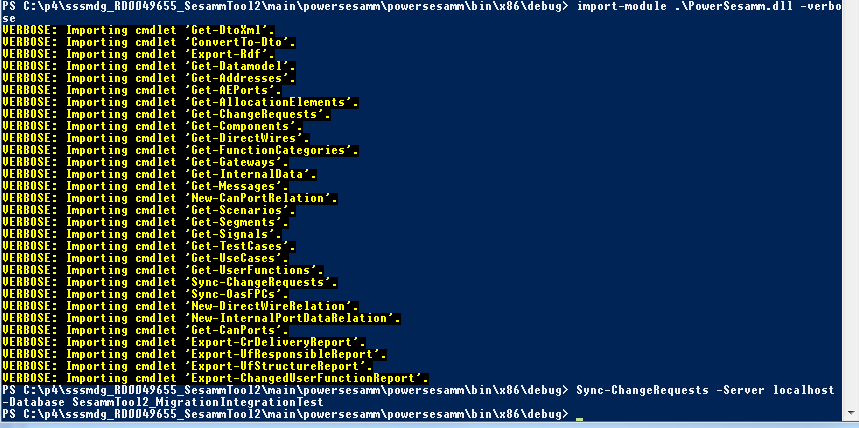 PS C:\p4\sssmdg_RD0049655_SesammTool2\main\powersesamm\powersesamm\bin\x86\debug> import-module .\PowerSesamm.dll -verbo
se
VERBOSE: Importing cmdlet 'Get-DtoXml'.
VERBOSE: Importing cmdlet 'ConvertTo-Dto'.
VERBOSE: Importing cmdlet 'Export-Rdf'.
VERBOSE: Importing cmdlet 'Get-Datamodel'.
VERBOSE: Importing cmdlet 'Get-Addresses'.
VERBOSE: Importing cmdlet 'Get-AEPorts'.
VERBOSE: Importing cmdlet 'Get-AllocationElements'.
VERBOSE: Importing cmdlet 'Get-ChangeRequests'.
VERBOSE: Importing cmdlet 'Get-Components'.
VERBOSE: Importing cmdlet 'Get-DirectWires'.
VERBOSE: Importing cmdlet 'Get-FunctionCategories'.
VERBOSE: Importing cmdlet 'Get-Gateways'.
VERBOSE: Importing cmdlet 'Get-InternalData'.
VERBOSE: Importing cmdlet 'Get-Messages'.
VERBOSE: Importing cmdlet 'New-CanPortRelation'.
VERBOSE: Importing cmdlet 'Get-Scenarios'.
VERBOSE: Importing cmdlet 'Get-Segments'.
VERBOSE: Importing cmdlet 'Get-Signals'.
VERBOSE: Importing cmdlet 'Get-TestCases'.
VERBOSE: Importing cmdlet 'Get-UseCases'.
VERBOSE: Importing cmdlet 'Get-UserFunctions'.
VERBOSE: Importing cmdlet 'Sync-ChangeRequests'.
VERBOSE: Importing cmdlet 'Sync-OasFPCs'.
VERBOSE: Importing cmdlet 'New-DirectWireRelation'.
VERBOSE: Importing cmdlet 'New-InternalPortDataRelation'.
VERBOSE: Importing cmdlet 'Get-CanPorts'.
VERBOSE: Importing cmdlet 'Export-CrDeliveryReport'.
VERBOSE: Importing cmdlet 'Export-UfResponsibleReport'.
VERBOSE: Importing cmdlet 'Export-UfStructureReport'.
VERBOSE: Importing cmdlet 'Export-ChangedUserFunctionReport'.
PS C:\p4\sssmdg_RD0049655_SesammTool2\main\powersesamm\powersesamm\bin\x86\debug> Sync-ChangeRequests -Server localhost
-Database SesammTool2_MigrationIntegrationTest
PS C:\p4\sssmdg_RD0049655_SesammTool2\main\powersesamm\powersesamm\bin\x86\debug>